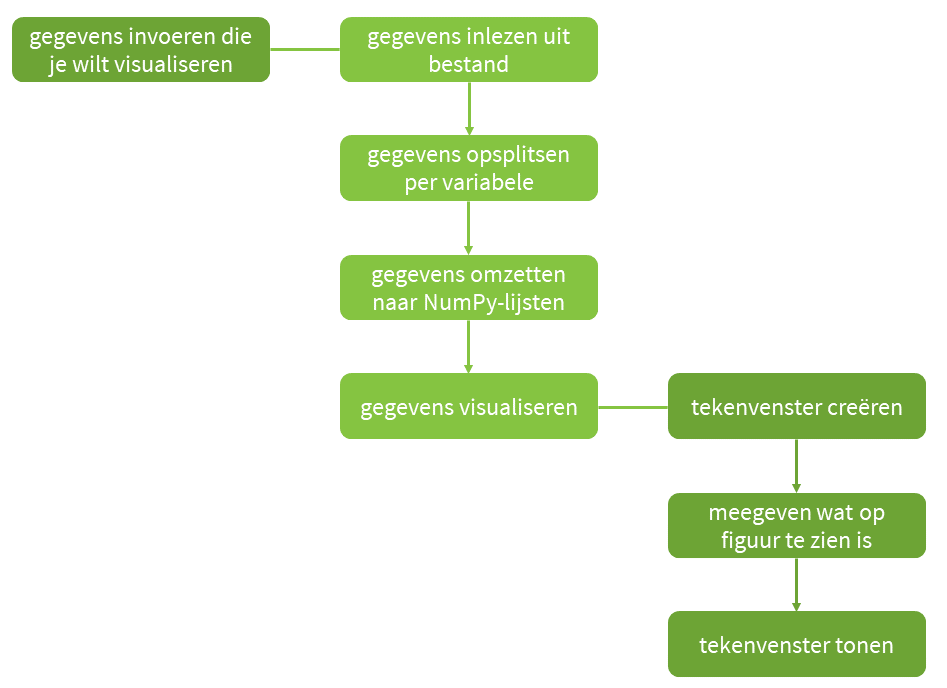 gegevens invoeren die
je wilt visualiseren
gegevens inlezen uit
bestand
gegevens opsplitsen
per variabele
gegevens omzetten
naar NumPy-lijsten
gegevens visualiseren
tekenvenster creëren
meegeven wat op
figuur te zien is
tekenvenster tonen